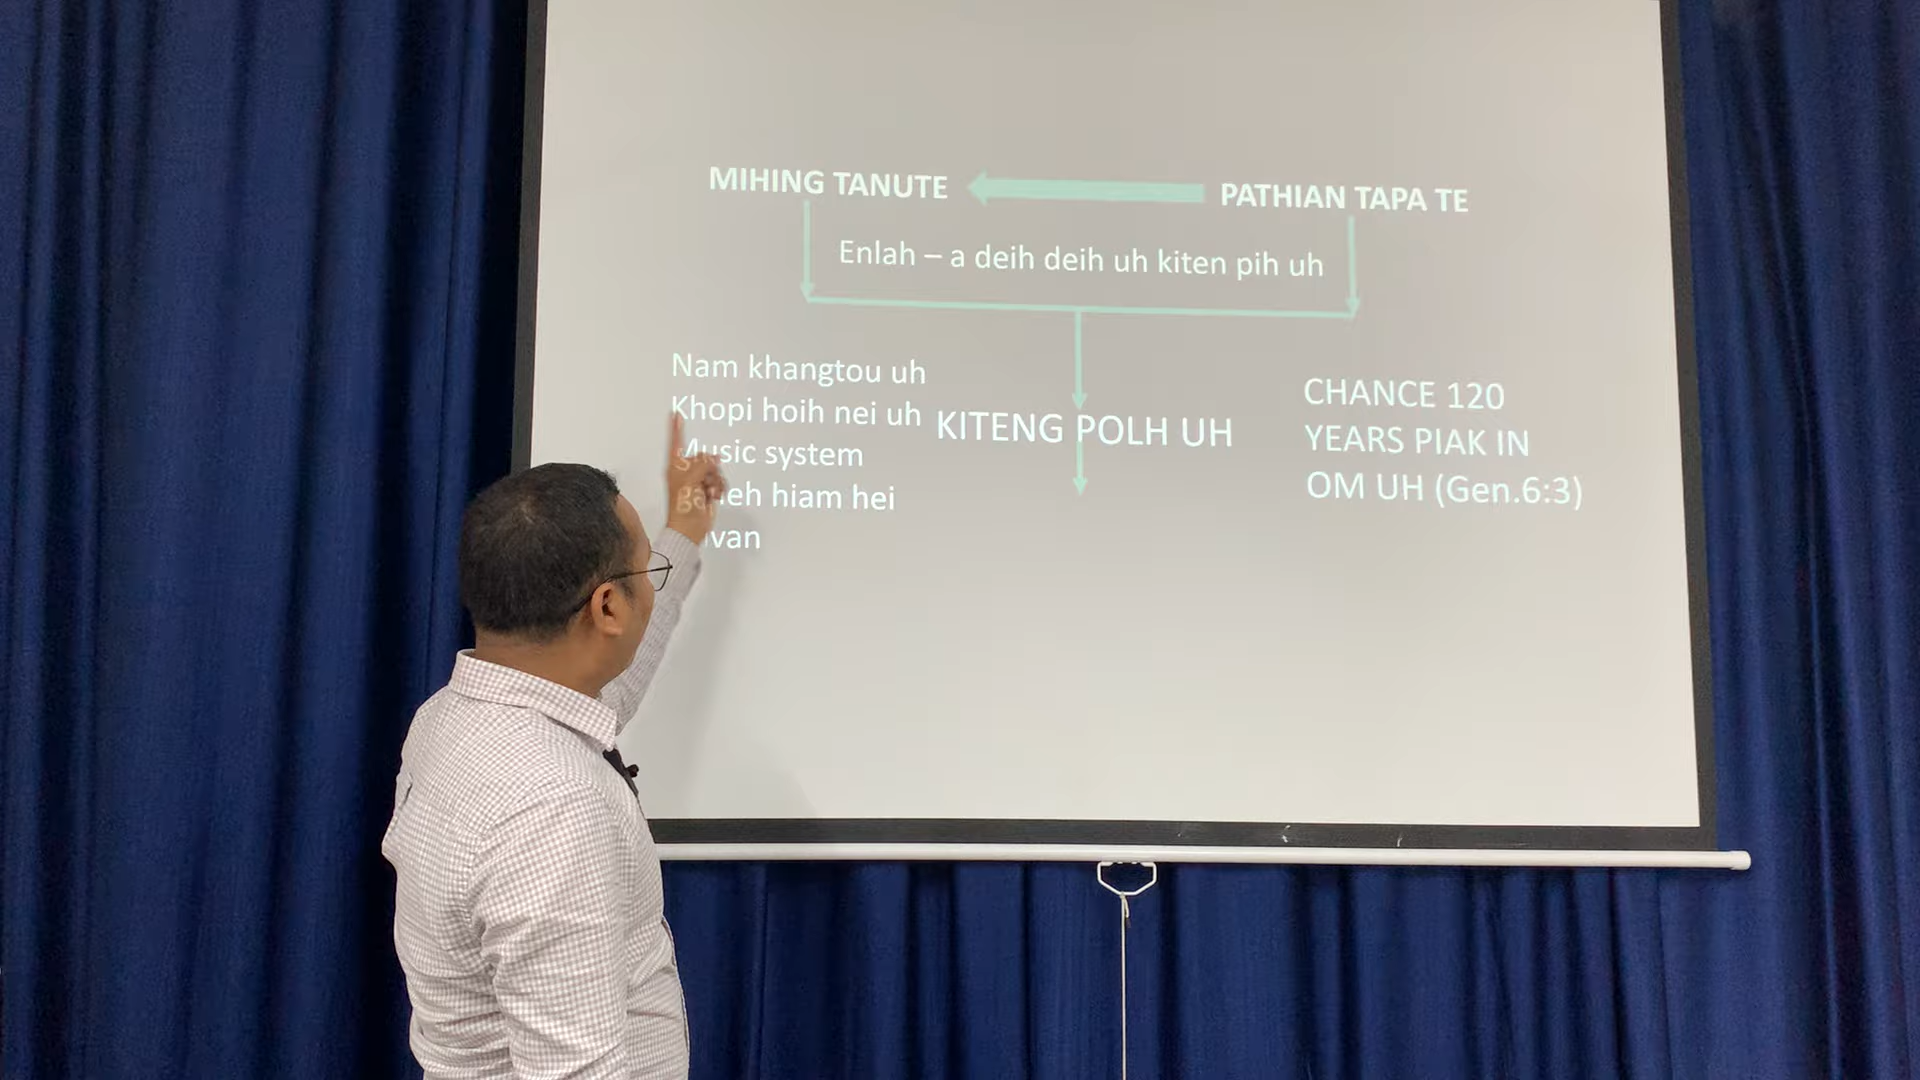 MIHING TANUTE
PATHIAN TAPA TE
Enlah – a deih deih uh kiten pih uh
Nam khangtou uh
Khopi hoih nei uh
Music system
hiam hei
KITENG POLH UH
CHANCE 120
YEARS PIAK IN
OM UH (Gen.6:3)